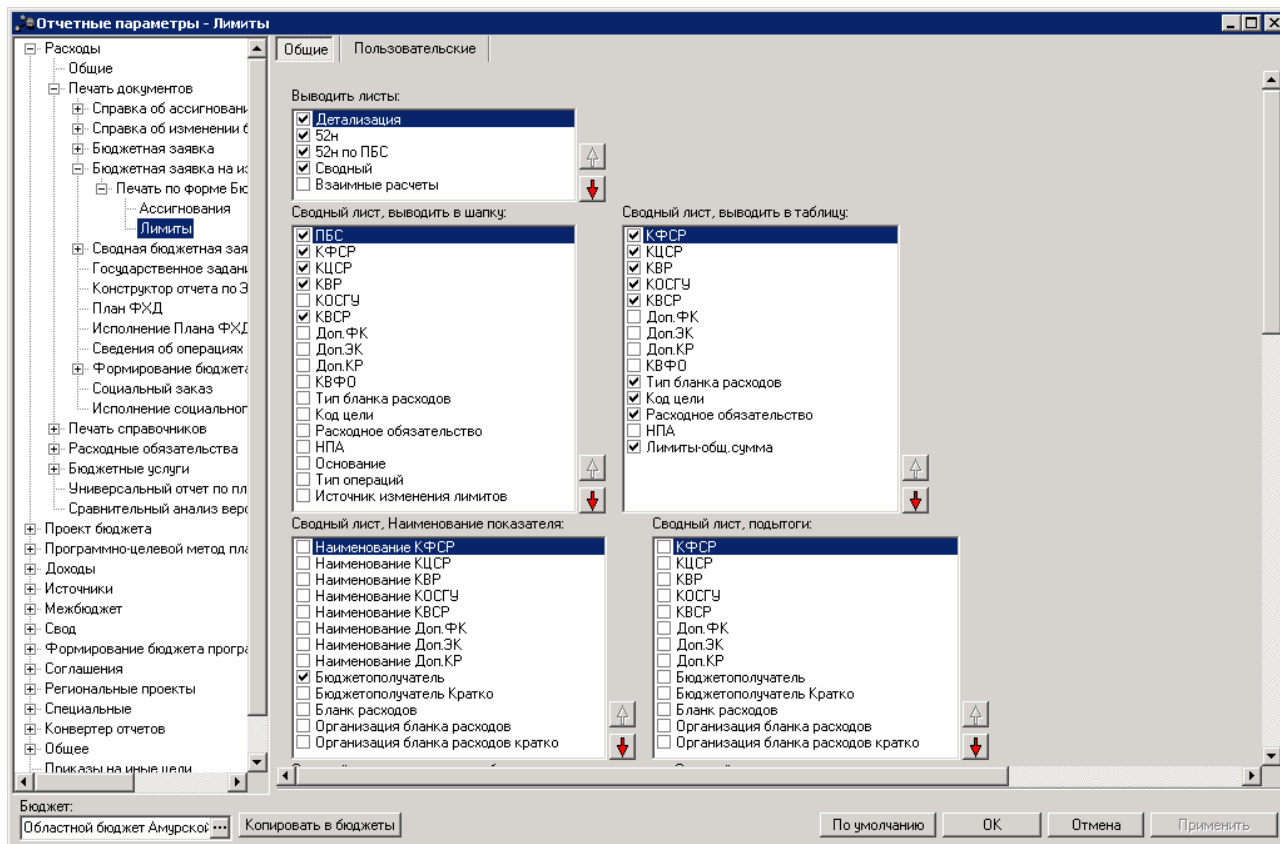 Отчетные параметры - Лимиты
Расходы
Общие
Печать документов
Справка об ассигновани
Справка об изменении б
Бюджетная заявка
Бюджетная заявка на из
Печать по форме Бю
Ассигнования
Лимиты
Сводная бюджетная зая
Государственное задан
Конструктор отчета по Э
План ФХД
Исполнение Плана ФХД
Сведения об операциях
Формирование бюджета
Социальный заказ
Исполнение социальног
Печать справочников
Расходные обязательства
Бюджетные услуги
Универсальный отчет по пл
Сравнительный анализ верс
Проект бюджета
Программно-целевой метод пла
Доходы
Источники
Межбюджет
Свод
Формирование бюджета програ
Соглашения
Региональные проекты
Специальные
Конвертер отчетов
Общее
Приказы на иные цели
Общие
Пользовательские
Выводить листы:
Детализация
52н
52н по ПБС
Сводный
Взаимные расчеты
Сводный лист, выводить в шапку:
ПБС
КФСР
КЦСР
КВР
КОСГУ
КВСР
Доп.ФК
Доп.ЭК
Доп.КР
КВФО
Тип бланка расходов
Код цели
Расходное обязательство
НПА
Основание
Тип операций
Источник изменения лимитов
Сводный лист, выводить в таблицу:
КФСР
КЦСР
КВР
КОСГУ
КВСР
Доп.ФК
Доп.ЭК
Доп.КР
КВФО
Тип бланка расходов
Код цели
Расходное обязательство
НПА
Лимиты-общ.сумма
Сводный лист, Наименование показателя:
Наименование КФСР
Наименование КЦСР
Наименование КВР
Наименование КОСГУ
Наименование КВСР
Наименование Доп.ФК
Наименование Доп.ЭК
Наименование Доп.КР
Бюджетополучатель
Бюджетополучатель Кратко
Бланк расходов
Организация бланка расходов
Организация бланка расходов кратко
Сводный лист, подытоги:
КФСР
КЦСР
КВР
КОСГУ
КВСР
Доп.ФК
Доп.ЭК
Доп.КР
Бюджетополучатель
Бюджетополучатель Кратко
Бланк расходов
Организация бланка расходов
Организация бланка расходов кратко
Бюджет:
Областной бюджет Амурской
Копировать в бюджеты
По умолчанию
OK
Отмена
Применить